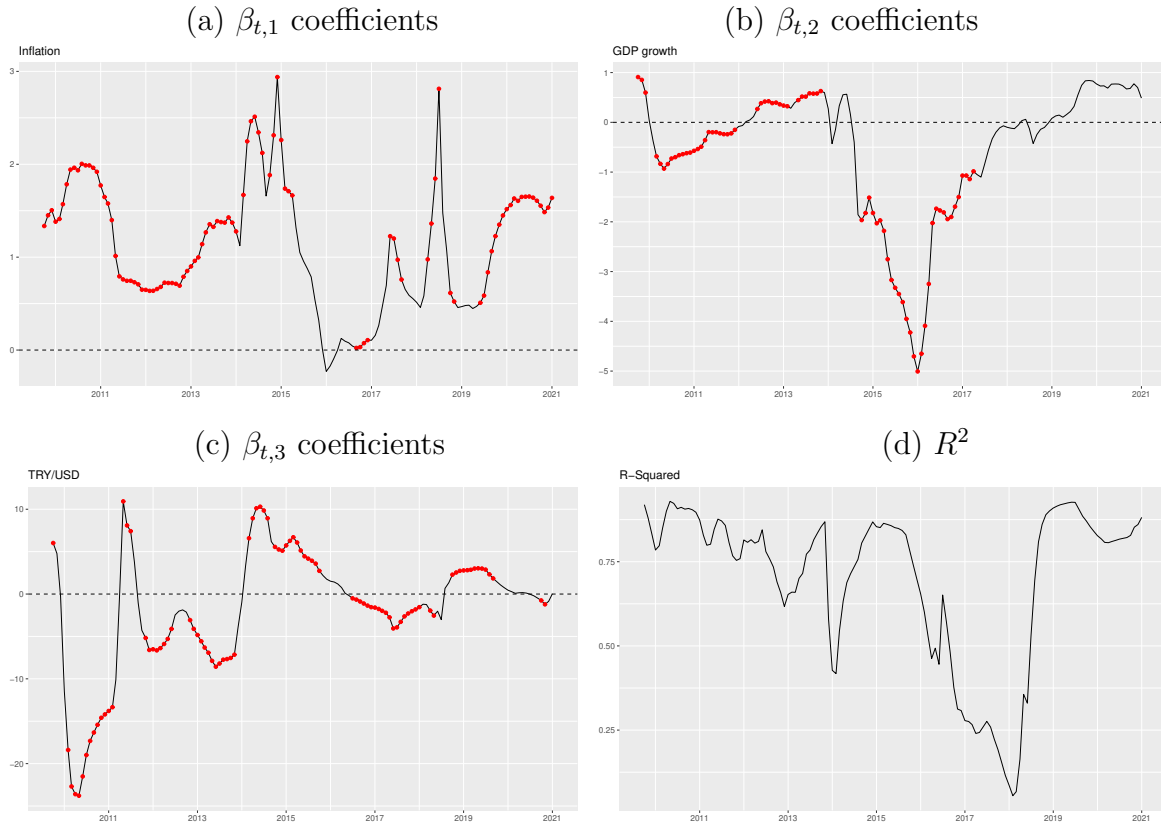 (a) β_{t,1} coefficients
Inflation
3
2
1
0
2011 2013 2015 2017 2019 2021
(b) β_{t,2} coefficients
GDP growth
1
0
−1
−2
−3
−4
−5
2011 2013 2015 2017 2019 2021
(c) β_{t,3} coefficients
TRY/USD
10
0
−10
−20
2011 2013 2015 2017 2019 2021
(d) R²
R−Squared
0.75
0.50
0.25
2011 2013 2015 2017 2019 2021